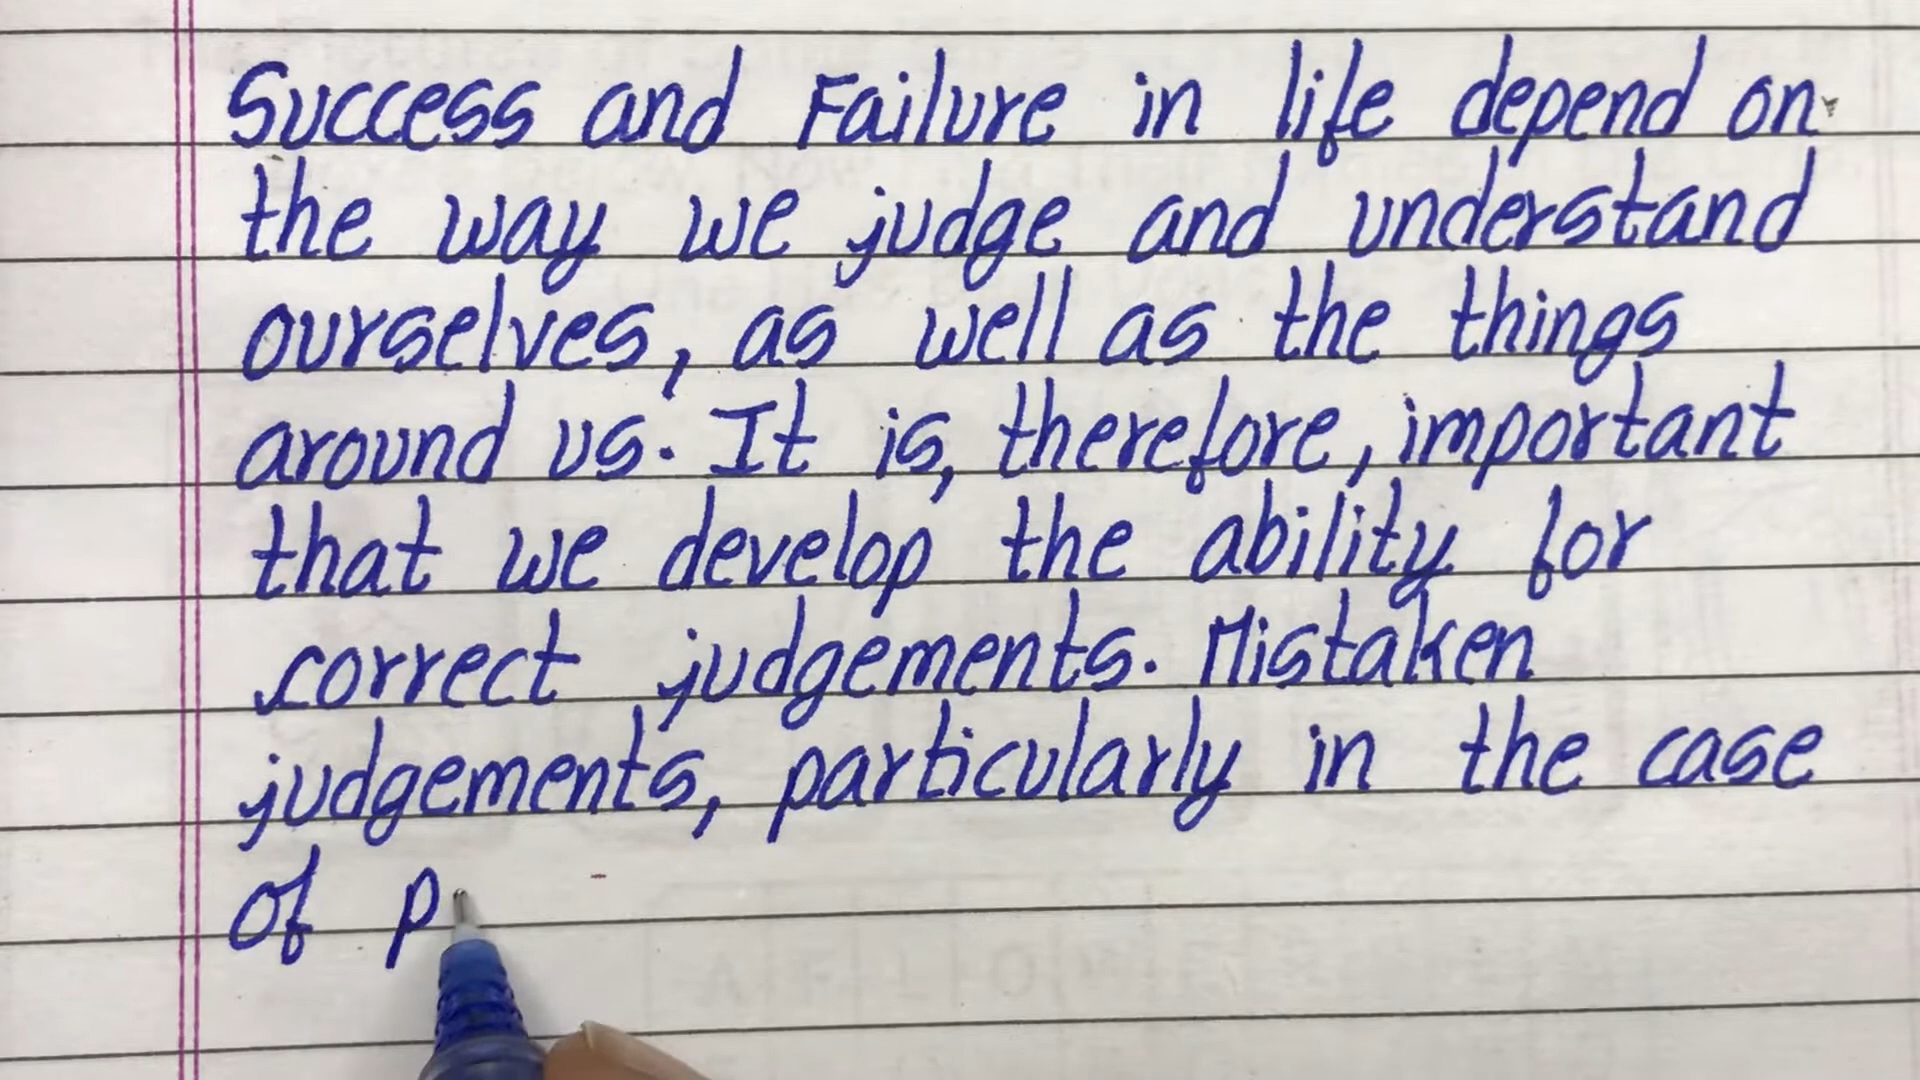 Success and Failure in life depend on
the way we judge and understand
ourselves, as well as the things
around us. It is, therefore, important
that we develop the ability for
correct judgements. Mistaken
judgements, particularly in the case
of p